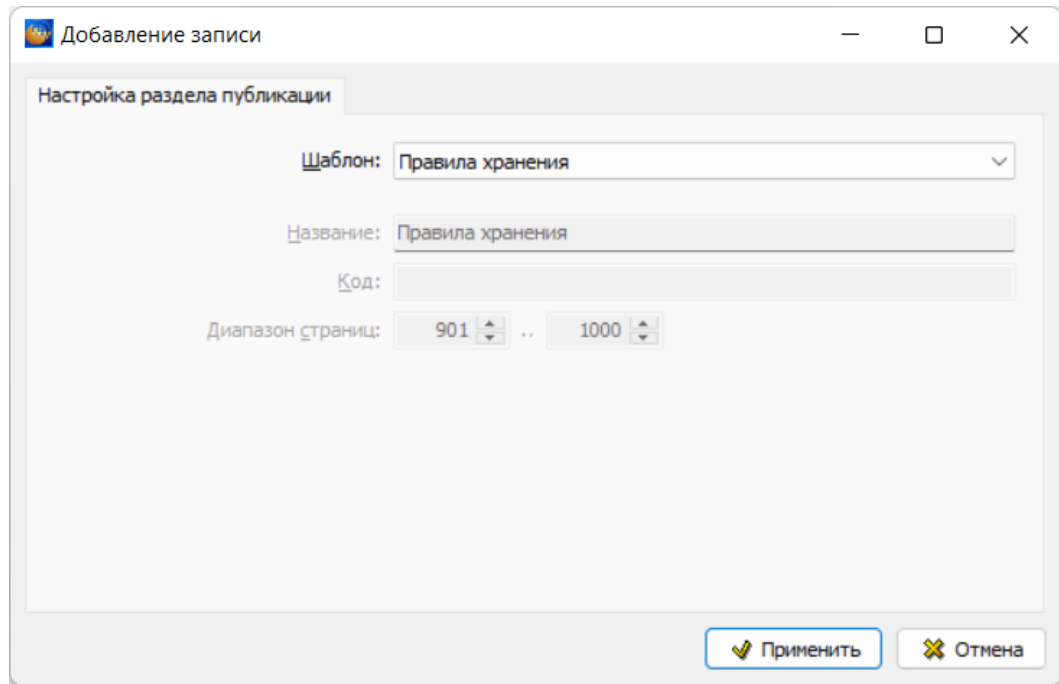 Добавление записи
Настройка раздела публикации
Шаблон: Правила хранения
Название: Правила хранения
Код:
Диапазон страниц: 901 .. 1000
Применить Отмена